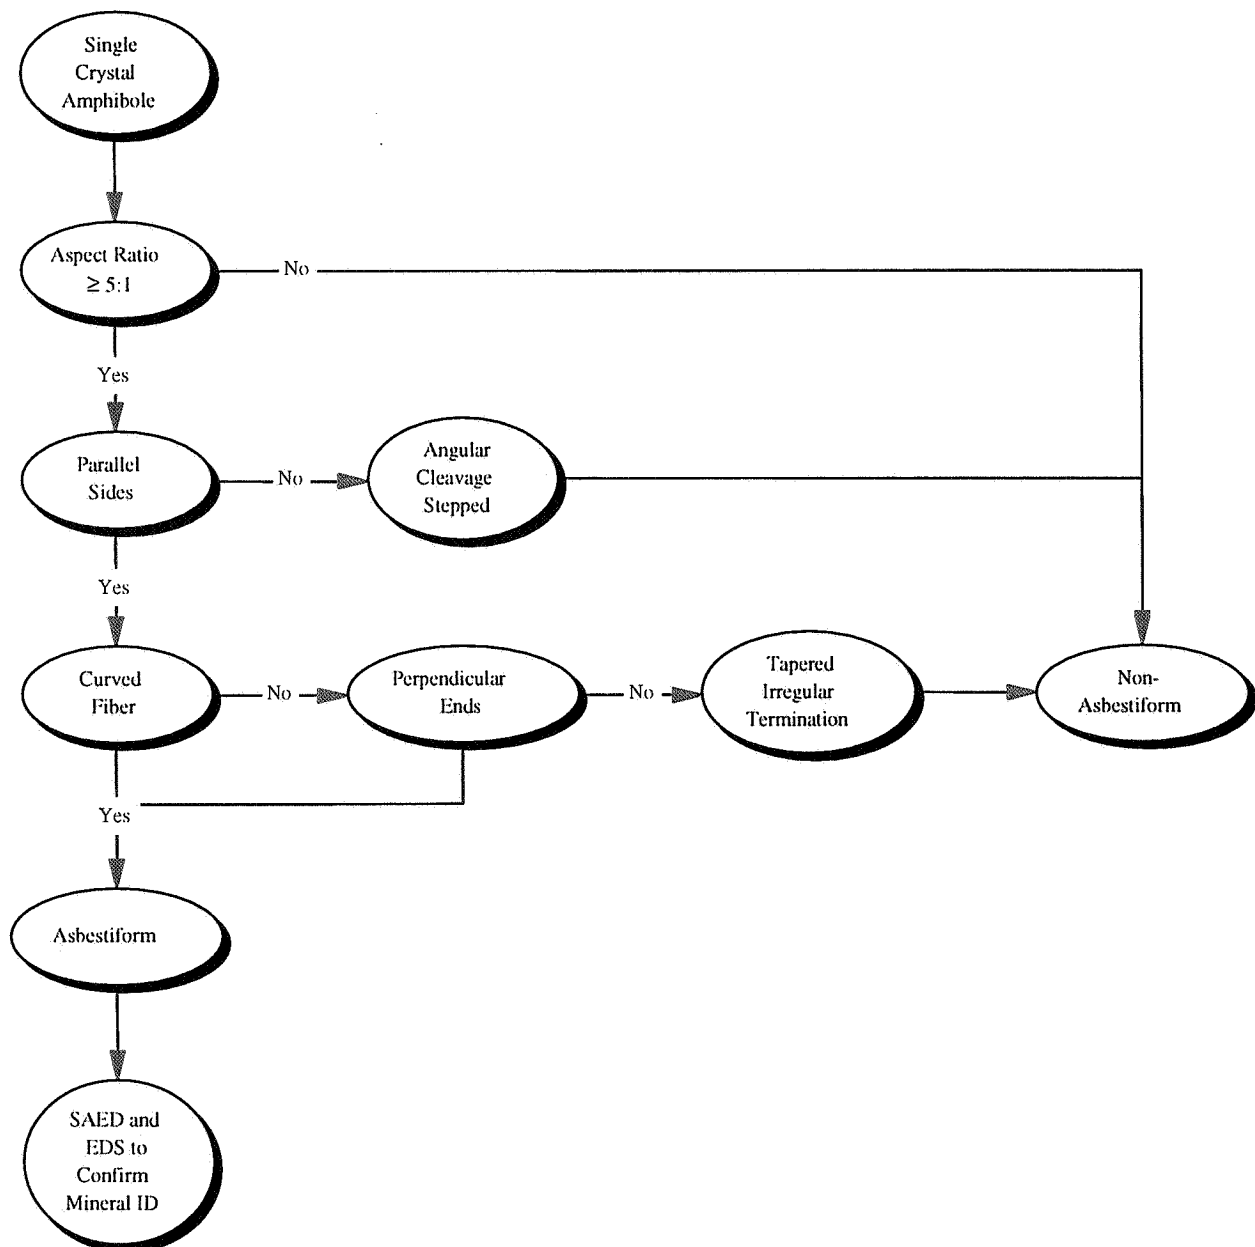 Single
Crystal
Amphibole
Aspect Ratio
≥ 5:1
No
Yes
Parallel
Sides
No
Angular
Cleavage
Stepped
Yes
Curved
Fiber
No
Perpendicular
Ends
No
Tapered
Irregular
Termination
Non-
Asbestiform
Yes
Asbestiform
SAED and
EDS to
Confirm
Mineral ID